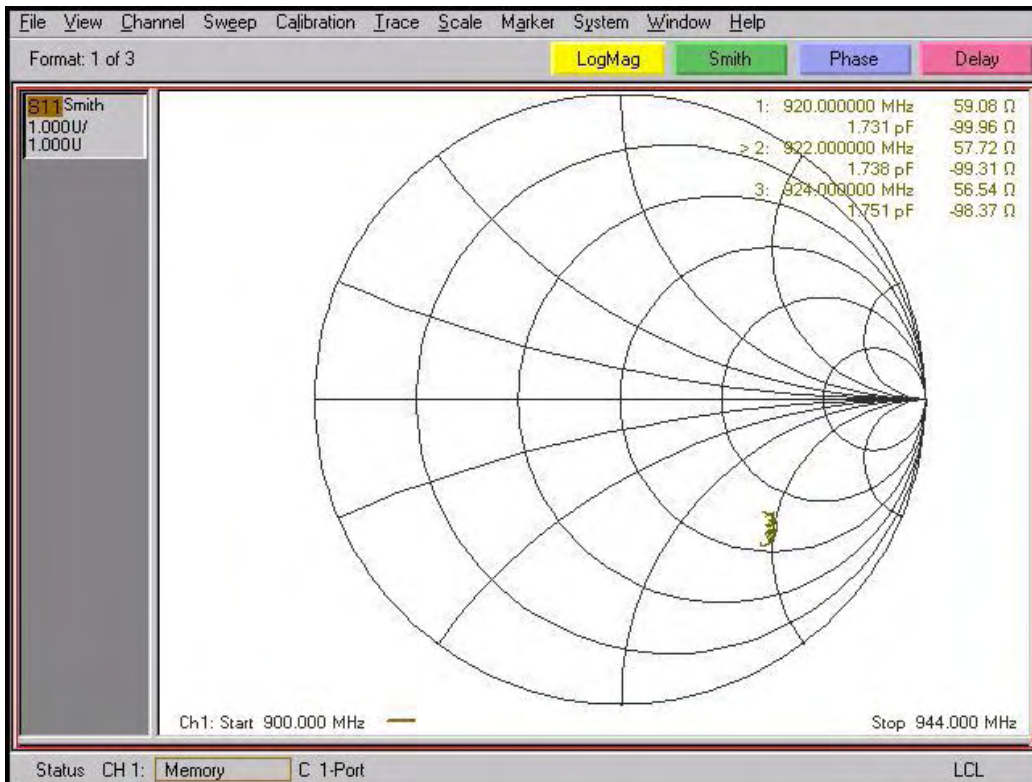 File View Channel Sweep Calibration Trace Scale Marker System Window Help
Format: 1 of 3
LogMag Smith Phase Delay
S11 Smith
1.000U/
1.000U
1: 920.000000 MHz 59.08 Ω
1.731 pF -99.96 Ω
> 2: 922.000000 MHz 57.72 Ω
1.738 pF -99.31 Ω
3: 924.000000 MHz 56.54 Ω
1.751 pF -98.37 Ω
Ch1: Start 900.000 MHz Stop 944.000 MHz
Status CH 1: Memory C 1-Port LCL